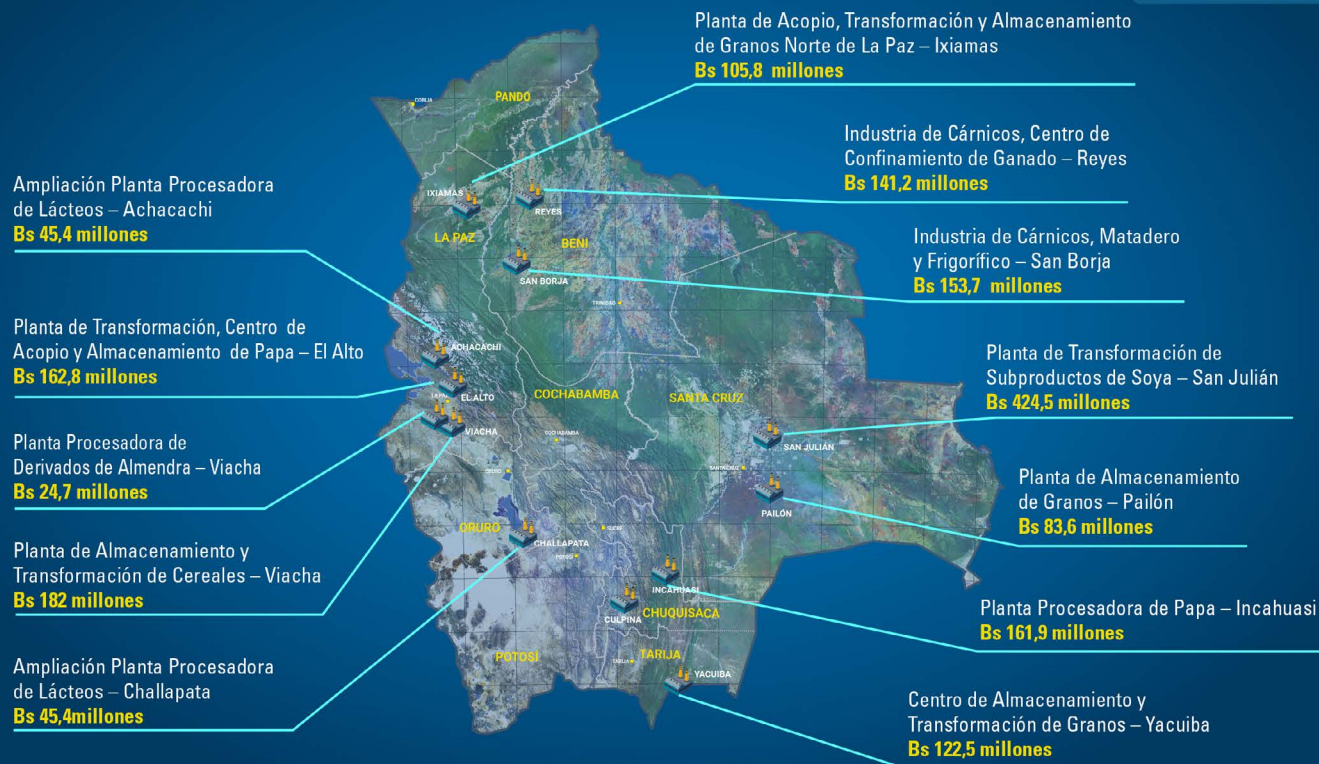 Planta de Acopio, Transformación y Almacenamiento
de Granos Norte de La Paz – Ixiamas
Bs 105,8 millones
Industria de Cárnicos, Centro de
Confinamiento de Ganado – Reyes
Bs 141,2 millones
Industria de Cárnicos, Matadero
y Frigorífico – San Borja
Bs 153,7 millones
Planta de Transformación de
Subproductos de Soya – San Julián
Bs 424,5 millones
Planta de Almacenamiento
de Granos – Pailón
Bs 83,6 millones
Planta Procesadora de Papa – Incahuasi
Bs 161,9 millones
Centro de Almacenamiento y
Transformación de Granos – Yacuiba
Bs 122,5 millones
Ampliación Planta Procesadora
de Lácteos – Achacachi
Bs 45,4 millones
Planta de Transformación, Centro de
Acopio y Almacenamiento de Papa – El Alto
Bs 162,8 millones
Planta Procesadora de
Derivados de Almendra – Viacha
Bs 24,7 millones
Planta de Almacenamiento y
Transformación de Cereales – Viacha
Bs 182 millones
Ampliación Planta Procesadora
de Lácteos – Challapata
Bs 45,4millones
PANDO
COBIJA
IXIAMAS
REYES
LA PAZ
BENI
SAN BORJA
TRINIDAD
ACHACACHI
EL ALTO
VIACHA
COCHABAMBA
COCHABAMBA
SANTA CRUZ
SAN JULIÁN
SANTA CRUZ
PAILÓN
ORURO
ORURO
CHALLAPATA
SUCRE
POTOSÍ
INCAHUASI
CULPINA
CHUQUISACA
POTOSÍ
TARIJA
TARIJA
YACUIBA